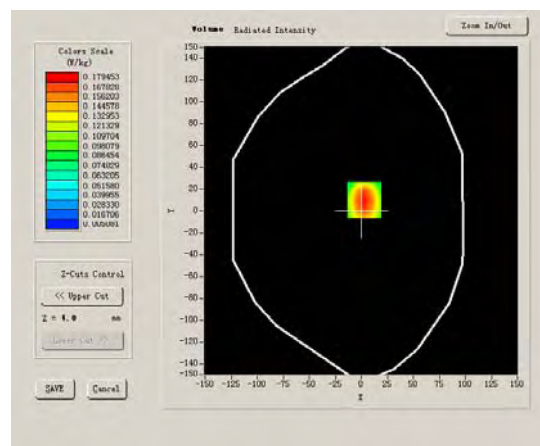 Volume Radiated Intensity
Zoom In/Out
Colors Scale
(W/kg)
0.179453
0.167828
0.156203
0.144578
0.132953
0.121329
0.109704
0.098079
0.086454
0.074829
0.063205
0.051580
0.039955
0.028330
0.016706
0.005081
Z-Cuts Control
<< Upper Cut
Z = 4.0 mm
Lower Cut >>
SAVE Cancel
150
140
120
100
80
60
40
20
0
-20
-40
-60
-80
-100
-120
-140
-150
Y
-150 -125 -100 -75 -50 -25 0 25 50 75 100 125 150
X